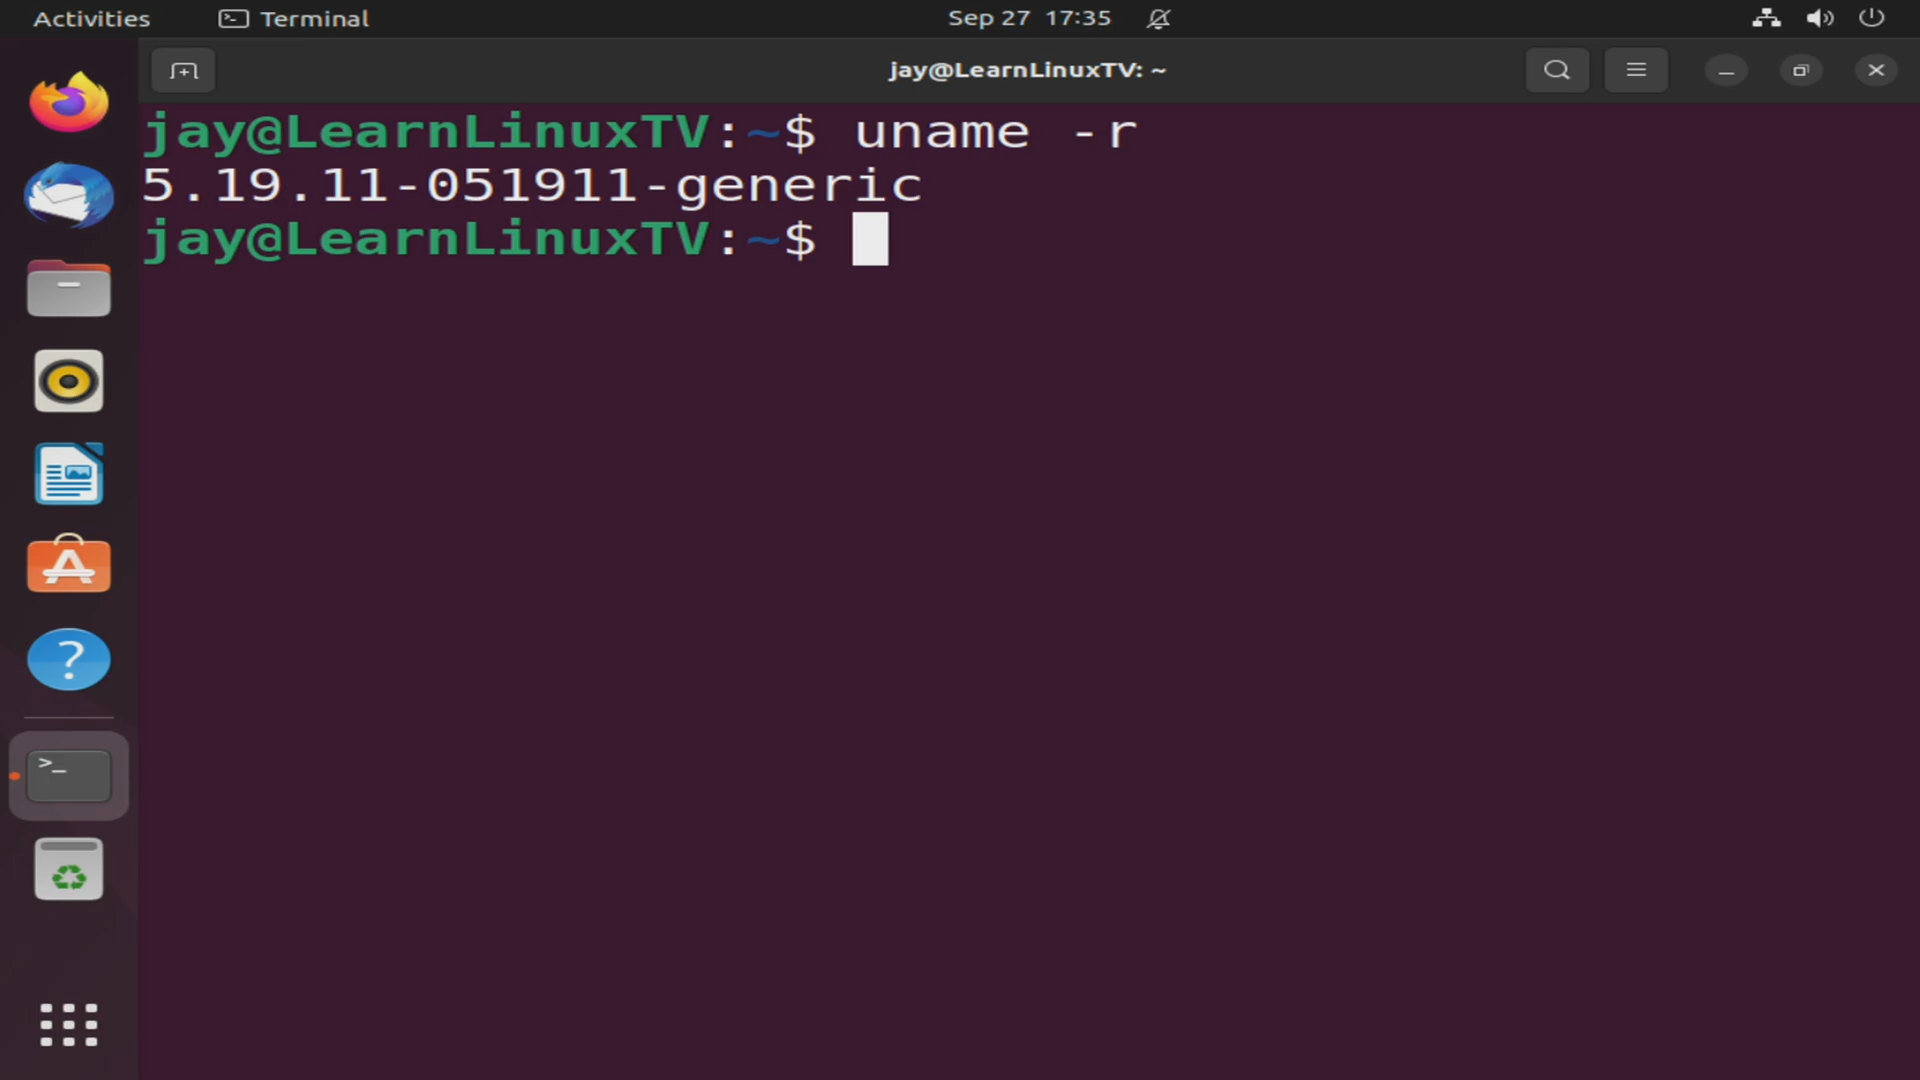 Activities Terminal Sep 27 17:35
jay@LearnLinuxTV: ~
jay@LearnLinuxTV:~$ uname -r
5.19.11-051911-generic
jay@LearnLinuxTV:~$